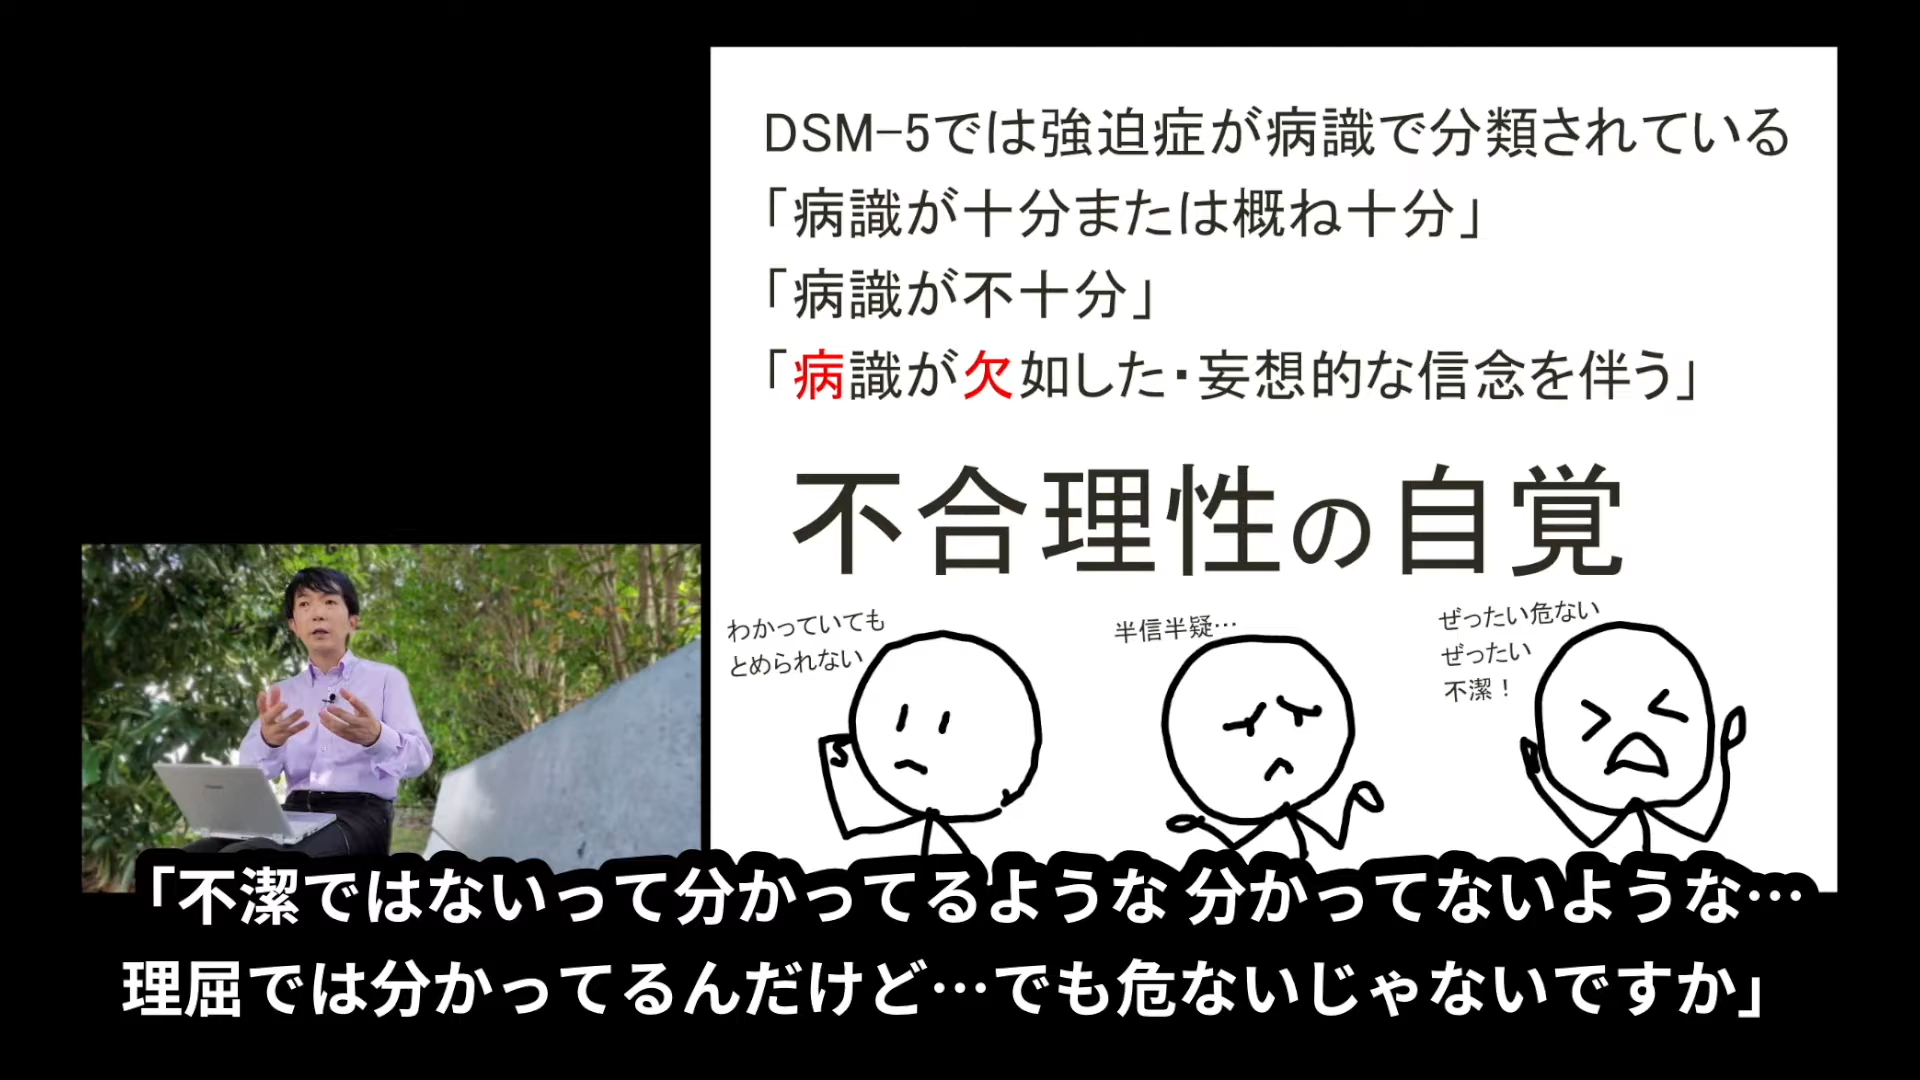 DSM-5では強迫症が病識で分類されている
「病識が十分または概ね十分」
「病識が不十分」
「病識が欠如した・妄想的な信念を伴う」
不合理性の自覚
わかっていても
とめられない
半信半疑…
ぜったい危ない
ぜったい
不潔！
「不潔ではないって分かってるような 分かってないような…
理屈では分かってるんだけど…でも危ないじゃないですか」